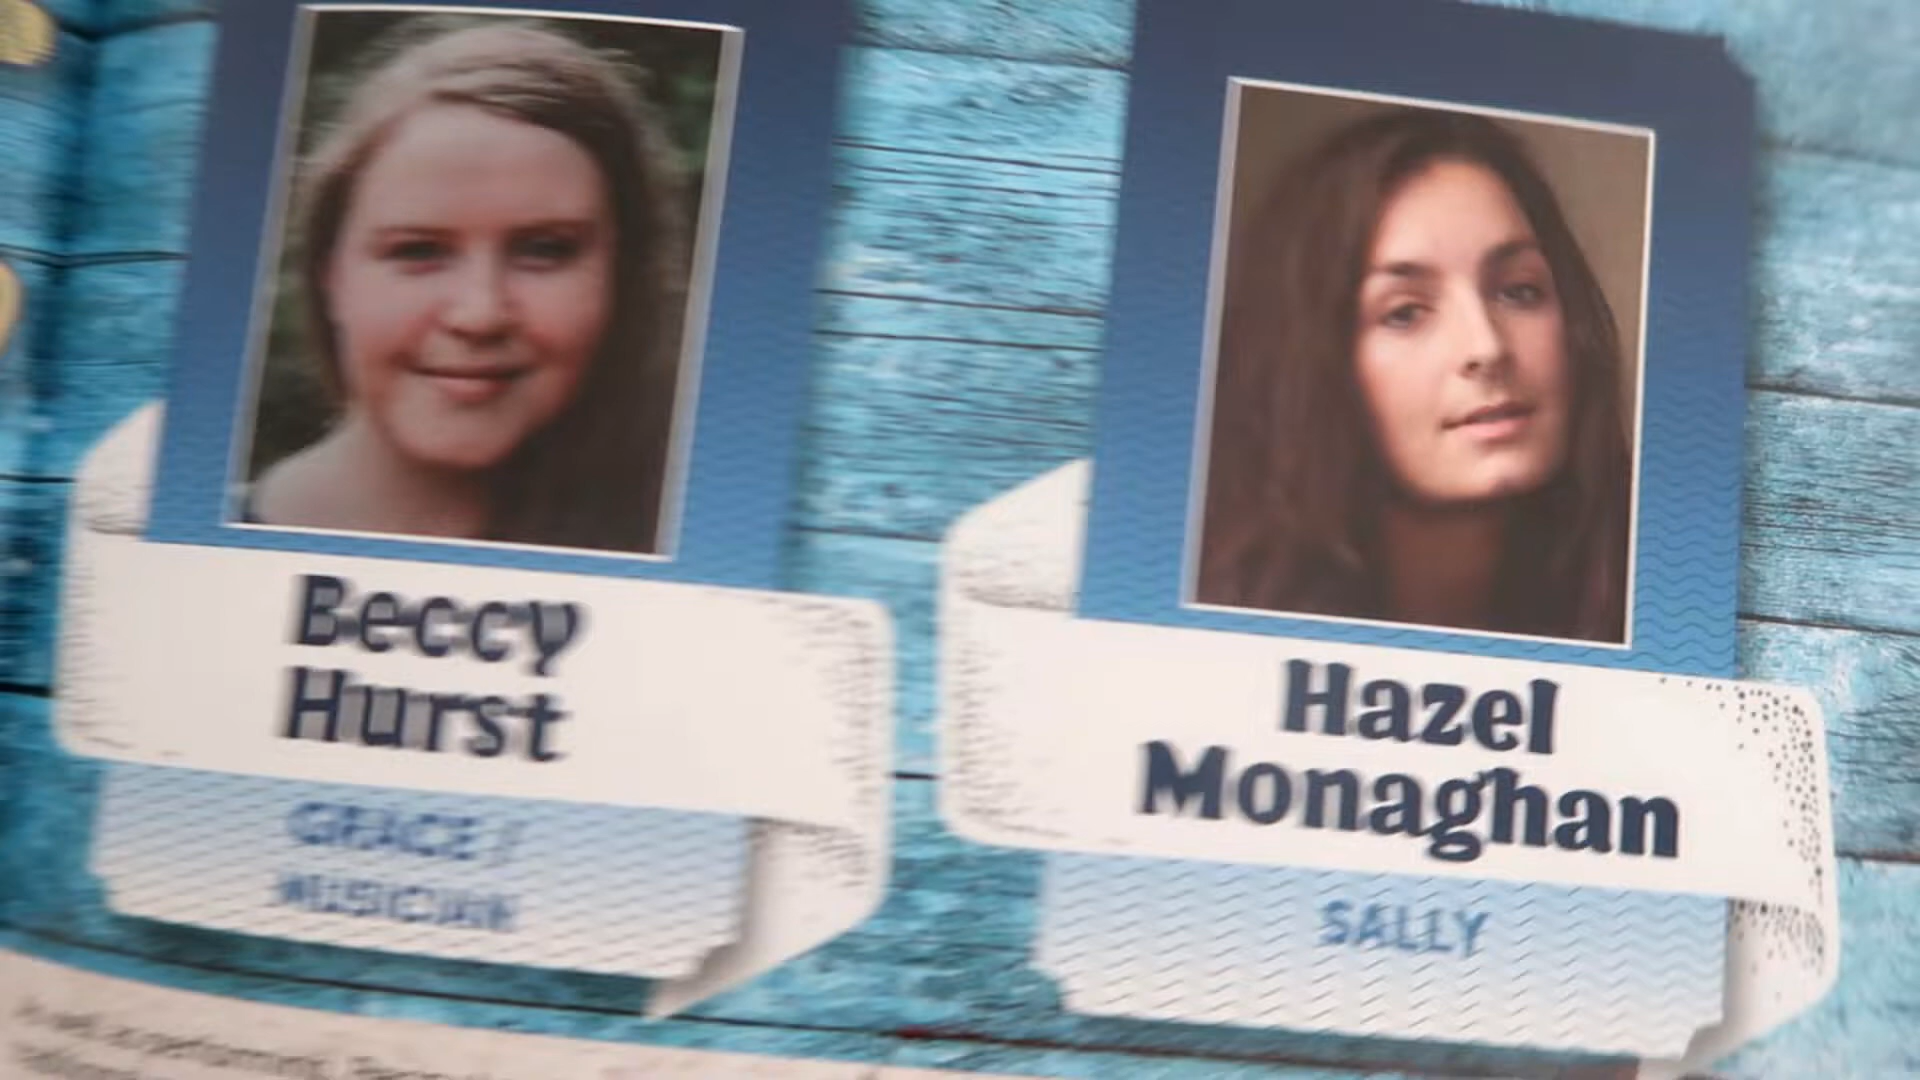 Beccy
Hurst
GRACE /
MUSICIAN
Hazel
Monaghan
SALLY